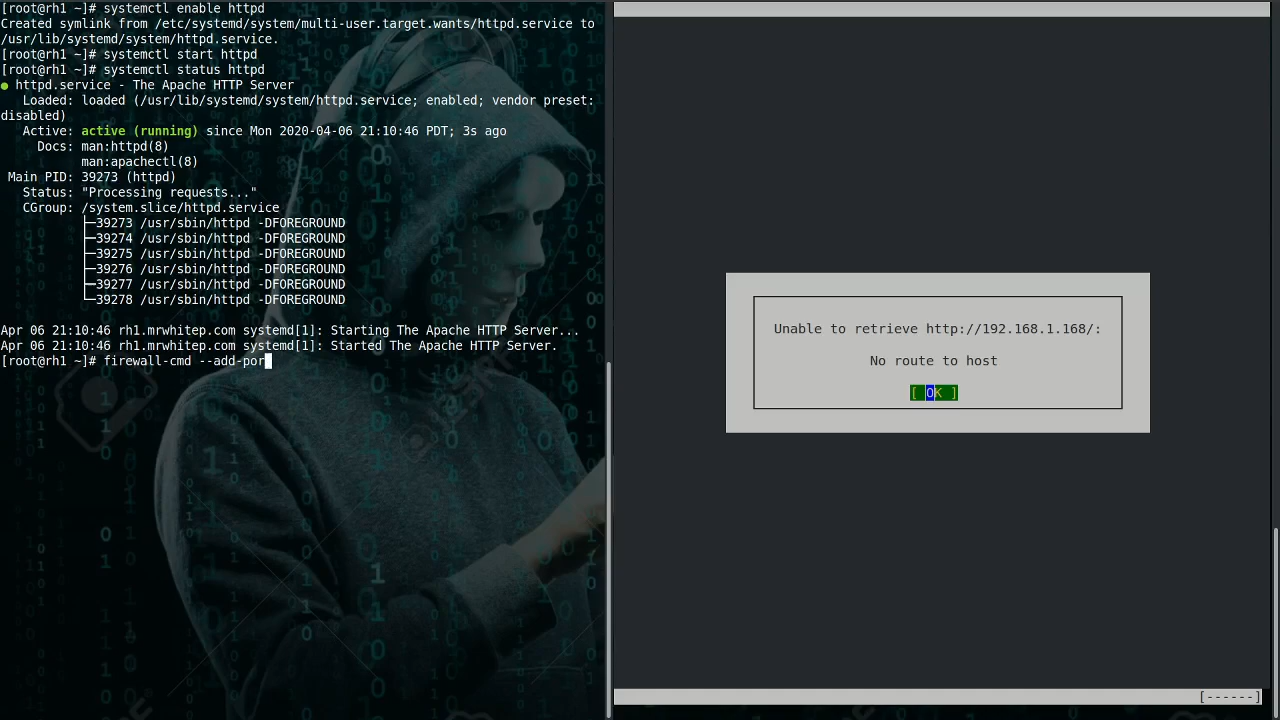 [root@rh1 ~]# systemctl enable httpd
Created symlink from /etc/systemd/system/multi-user.target.wants/httpd.service to
/usr/lib/systemd/system/httpd.service.
[root@rh1 ~]# systemctl start httpd
[root@rh1 ~]# systemctl status httpd
● httpd.service - The Apache HTTP Server
   Loaded: loaded (/usr/lib/systemd/system/httpd.service; enabled; vendor preset:
disabled)
   Active: active (running) since Mon 2020-04-06 21:10:46 PDT; 3s ago
     Docs: man:httpd(8)
           man:apachectl(8)
 Main PID: 39273 (httpd)
   Status: "Processing requests..."
   CGroup: /system.slice/httpd.service
           ├─39273 /usr/sbin/httpd -DFOREGROUND
           ├─39274 /usr/sbin/httpd -DFOREGROUND
           ├─39275 /usr/sbin/httpd -DFOREGROUND
           ├─39276 /usr/sbin/httpd -DFOREGROUND
           ├─39277 /usr/sbin/httpd -DFOREGROUND
           └─39278 /usr/sbin/httpd -DFOREGROUND

Apr 06 21:10:46 rh1.mrwhitep.com systemd[1]: Starting The Apache HTTP Server...
Apr 06 21:10:46 rh1.mrwhitep.com systemd[1]: Started The Apache HTTP Server.
[root@rh1 ~]# firewall-cmd --add-por
Unable to retrieve http://192.168.1.168/:
No route to host
[ OK ]
[------]